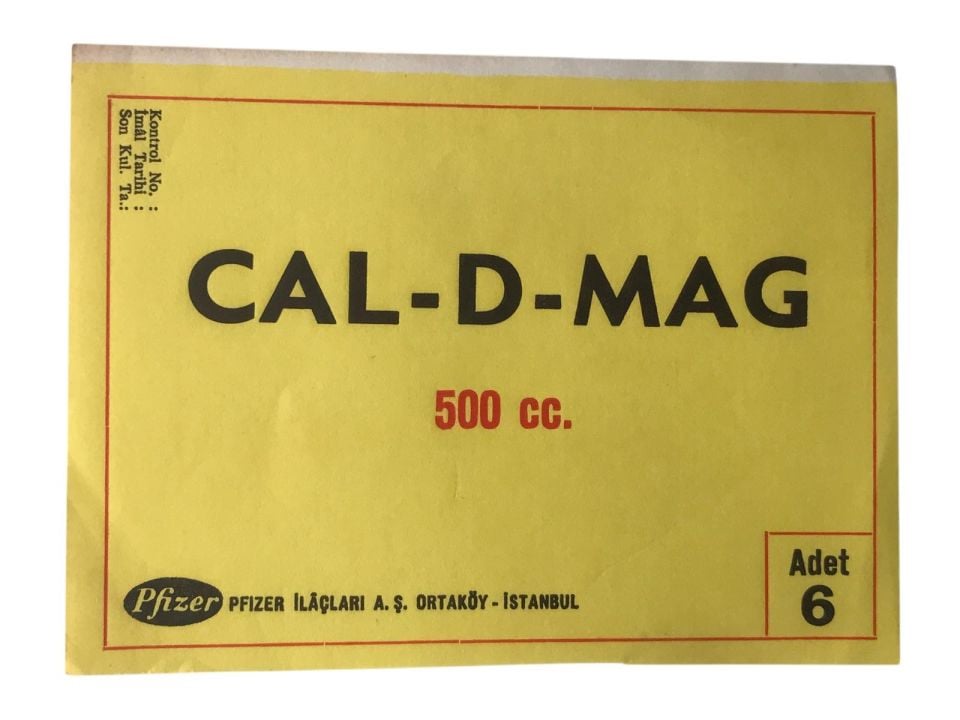 Kontrol No. :
İmâl Tarihi :
Son Kul. Ta.:
CAL-D-MAG
500 cc.
Adet
6
Pfizer PFIZER İLÂÇLARI A. Ş. ORTAKÖY - İSTANBUL